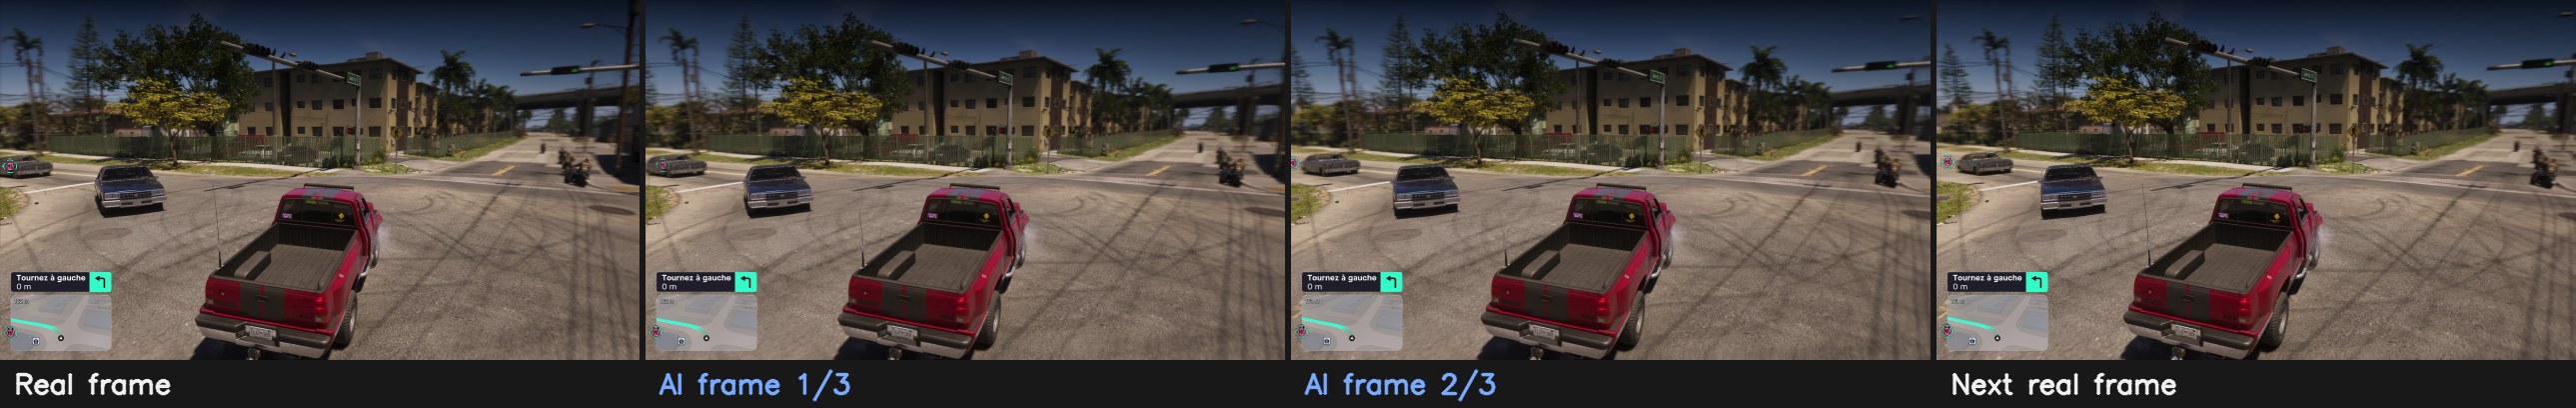 Tournez à gauche
0 m
Tournez à gauche
0 m
Tournez à gauche
0 m
Tournez à gauche
0 m
Real frame
AI frame 1/3
AI frame 2/3
Next real frame